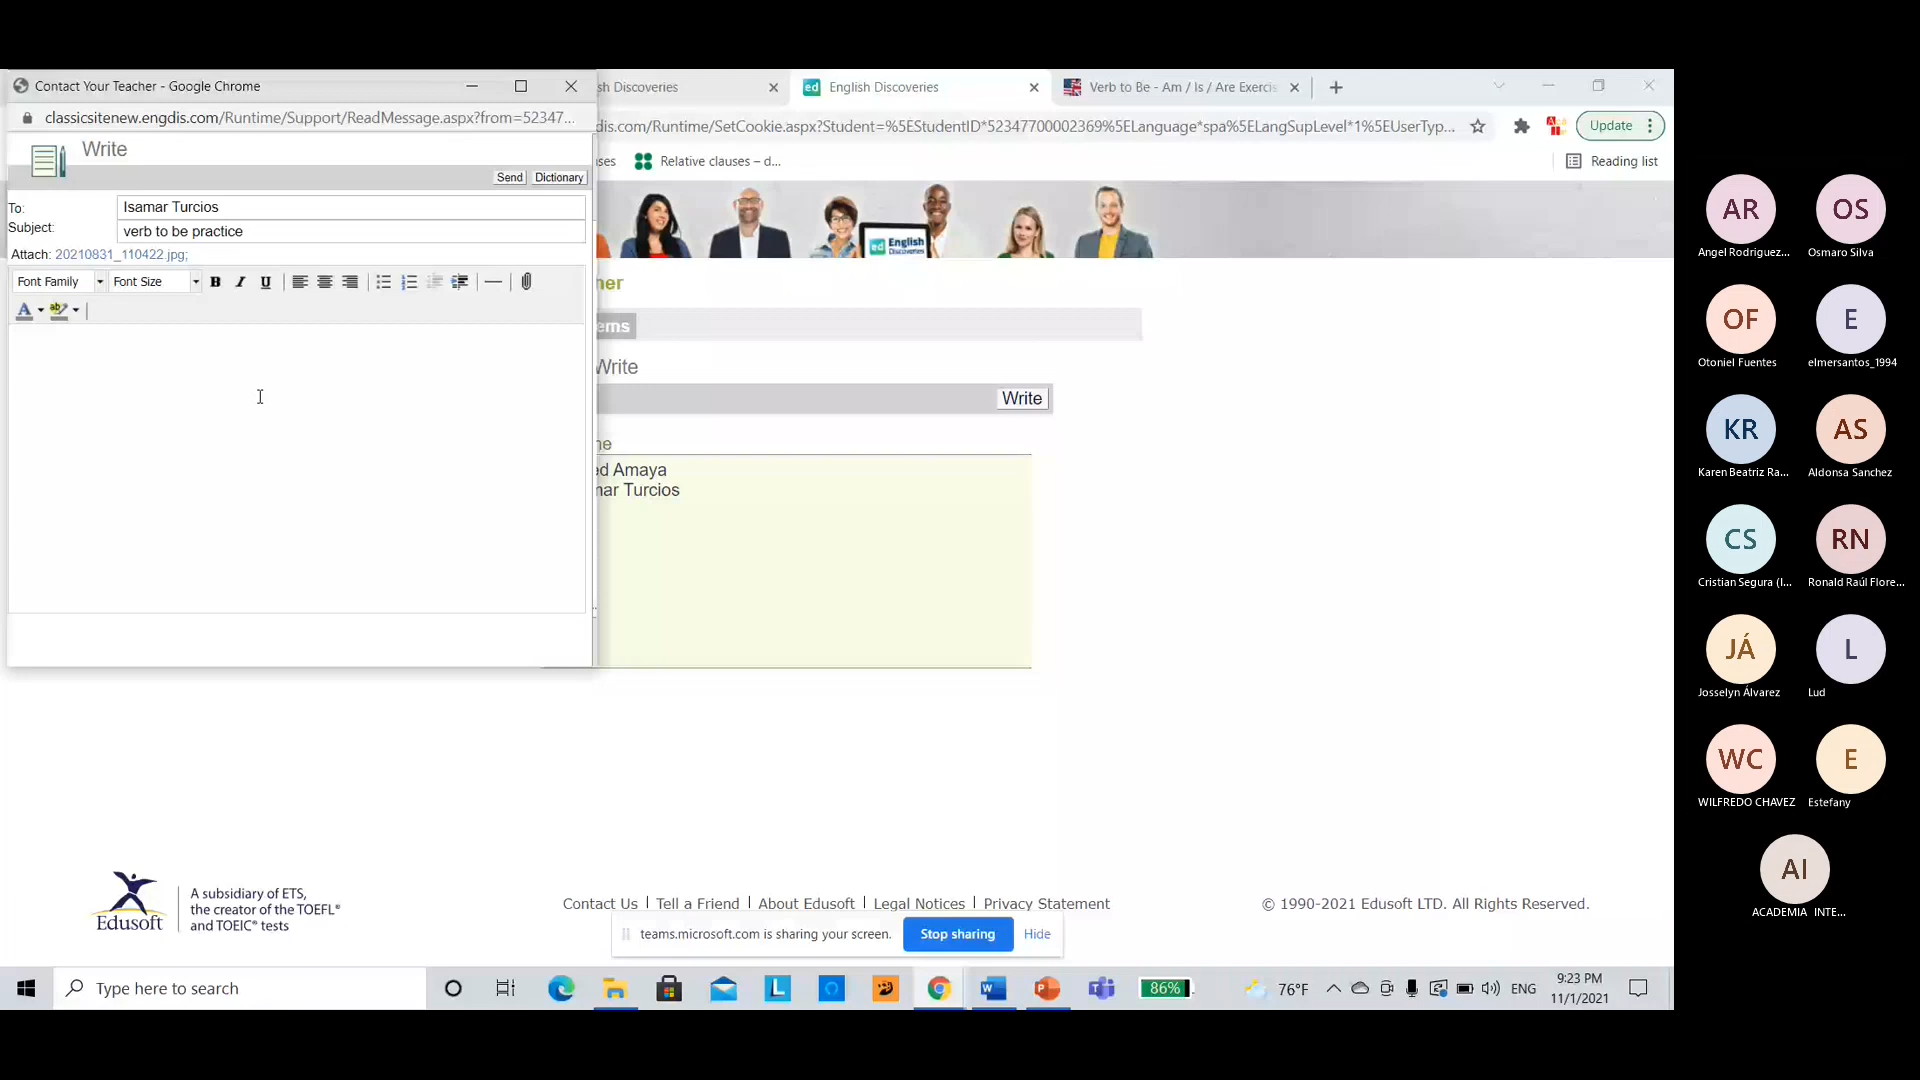 Contact Your Teacher - Google Chrome
sh Discoveries
English Discoveries
Verb to Be - Am / Is / Are Exercis
classicsitenew.engdis.com/Runtime/Support/ReadMessage.aspx?from=52347...
dis.com/Runtime/SetCookie.aspx?Student=%5EStudentID*52347700002369%5ELanguage*spa%5ELangSupLevel*1%5EUserTyp...
Update
Write
ses
Relative clauses – d...
Reading list
Send
Dictionary
To:
Isamar Turcios
Subject:
verb to be practice
Attach: 20210831_110422.jpg;
Font Family
Font Size
B I U
A
ab
ed English Discoveries
ner
ems
Write
Write
ne
ed Amaya
mar Turcios
Edusoft
A subsidiary of ETS,
the creator of the TOEFL®
and TOEIC® tests
Contact Us | Tell a Friend | About Edusoft | Legal Notices | Privacy Statement
© 1990-2021 Edusoft LTD. All Rights Reserved.
teams.microsoft.com is sharing your screen.
Stop sharing
Hide
Type here to search
86%
76°F
ENG
9:23 PM
11/1/2021
AR
Angel Rodriguez...
OS
Osmaro Silva
OF
Otoniel Fuentes
E
elmersantos_1994
KR
Karen Beatriz Ra...
AS
Aldonsa Sanchez
CS
Cristian Segura (I...
RN
Ronald Raúl Flore...
JÁ
Josselyn Álvarez
L
Lud
WC
WILFREDO CHAVEZ
E
Estefany
AI
ACADEMIA INTE...